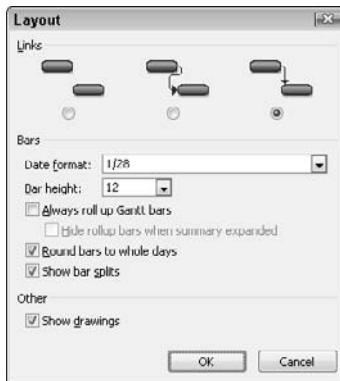 Layout
Links
Bars
Date format: 1/28
Bar height: 12
Always roll up Gantt bars
Hide rollup bars when summary expanded
Round bars to whole days
Show bar splits
Other
Show drawings
OK Cancel